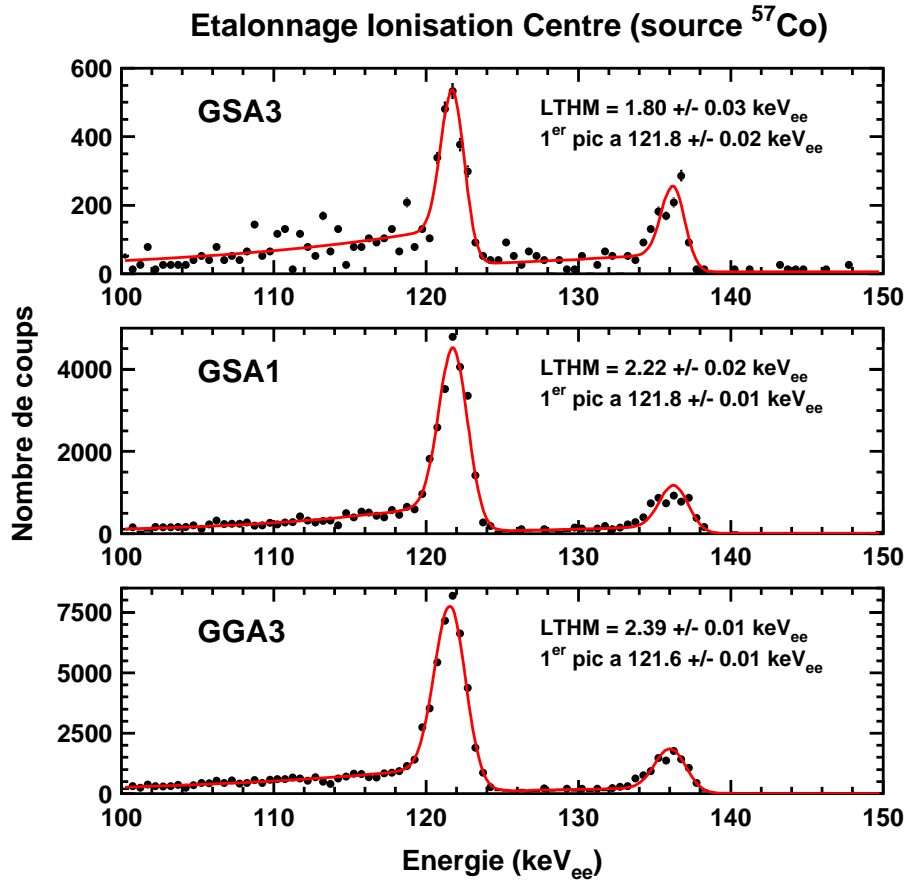 Etalonnage Ionisation Centre (source ⁵⁷Co)
600
400
200
0
GSA3
LTHM = 1.80 +/- 0.03 keVₑₑ
1ᵉʳ pic a 121.8 +/- 0.02 keVₑₑ
100 110 120 130 140 150
Nombre de coups
4000
2000
0
GSA1
LTHM = 2.22 +/- 0.02 keVₑₑ
1ᵉʳ pic a 121.8 +/- 0.01 keVₑₑ
100 110 120 130 140 150
7500
5000
2500
0
GGA3
LTHM = 2.39 +/- 0.01 keVₑₑ
1ᵉʳ pic a 121.6 +/- 0.01 keVₑₑ
100 110 120 130 140 150
Energie (keVₑₑ)